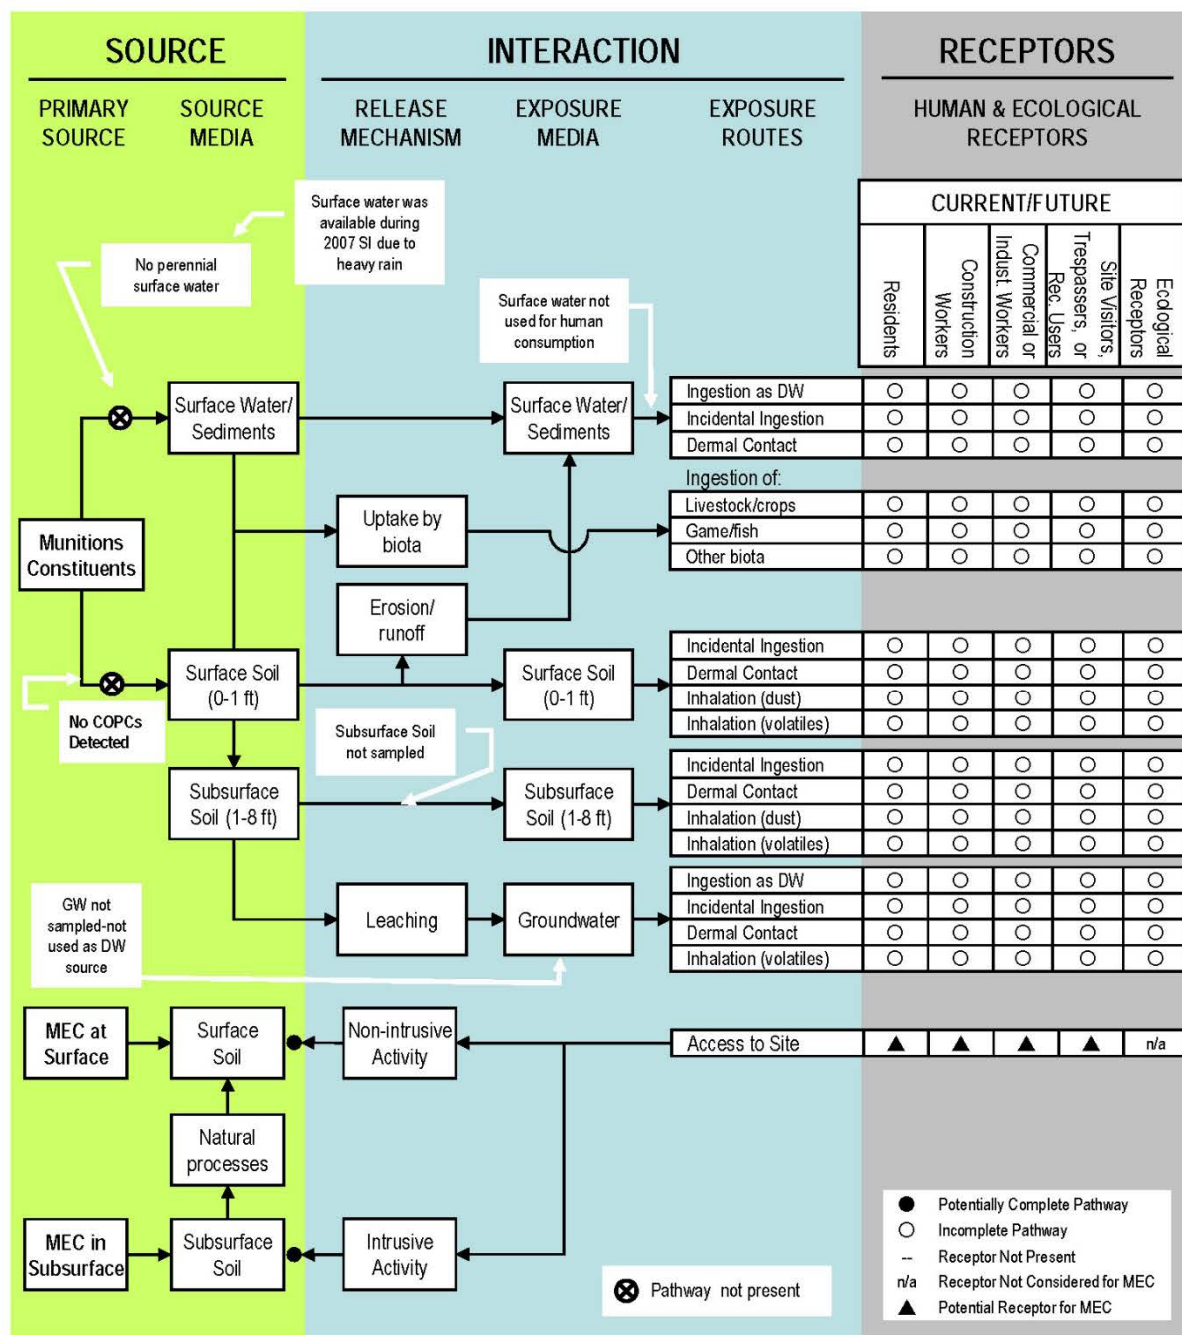 SOURCE
INTERACTION
RECEPTORS
PRIMARY
SOURCE
SOURCE
MEDIA
RELEASE
MECHANISM
EXPOSURE
MEDIA
EXPOSURE
ROUTES
HUMAN & ECOLOGICAL
RECEPTORS
Surface water was
available during
2007 SI due to
heavy rain
No perennial
surface water
Surface water not
used for human
consumption
CURRENT/FUTURE
Residents
Construction
Workers
Commercial or
Indust. Workers
Site Visitors,
Trespassers, or
Rec. Users
Ecological
Receptors
Munitions
Constituents
Surface Water/
Sediments
Surface Water/
Sediments
Ingestion as DW
Incidental Ingestion
Dermal Contact
Uptake by
biota
Ingestion of:
Livestock/crops
Game/fish
Other biota
Erosion/
runoff
No COPCs
Detected
Surface Soil
(0-1 ft)
Surface Soil
(0-1 ft)
Incidental Ingestion
Dermal Contact
Inhalation (dust)
Inhalation (volatiles)
Subsurface Soil
not sampled
Subsurface
Soil (1-8 ft)
Subsurface
Soil (1-8 ft)
Incidental Ingestion
Dermal Contact
Inhalation (dust)
Inhalation (volatiles)
GW not
sampled-not
used as DW
source
Leaching
Groundwater
Ingestion as DW
Incidental Ingestion
Dermal Contact
Inhalation (volatiles)
MEC at
Surface
Surface
Soil
Non-intrusive
Activity
Access to Site
n/a
Natural
processes
MEC in
Subsurface
Subsurface
Soil
Intrusive
Activity
Pathway not present
Potentially Complete Pathway
Incomplete Pathway
-- Receptor Not Present
n/a Receptor Not Considered for MEC
Potential Receptor for MEC